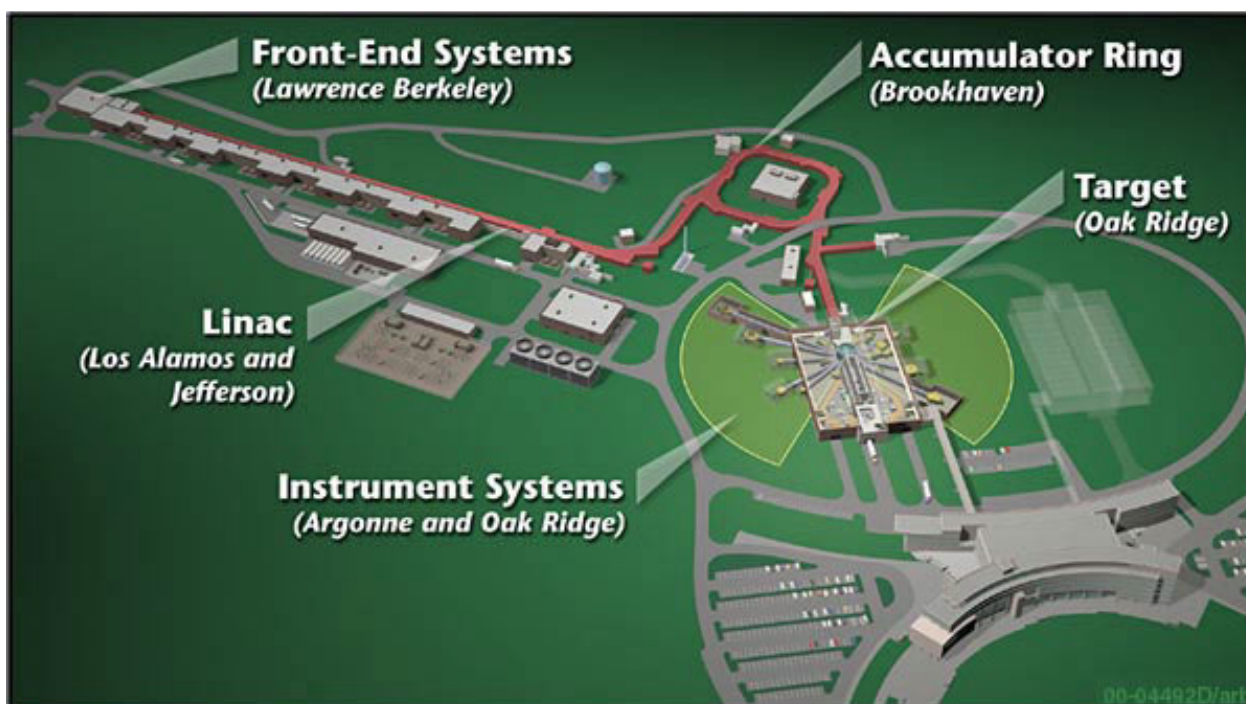 Front-End Systems
(Lawrence Berkeley)
Accumulator Ring
(Brookhaven)
Target
(Oak Ridge)
Linac
(Los Alamos and
Jefferson)
Instrument Systems
(Argonne and Oak Ridge)
00-04492D/arb